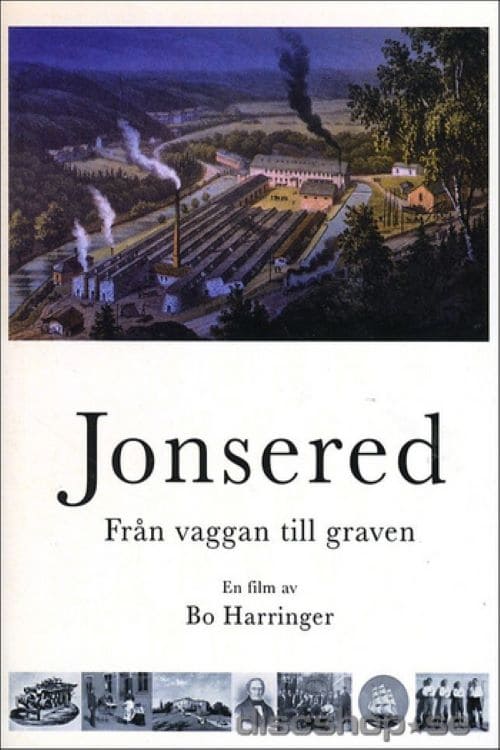 Jonsered
Från vaggan till graven
En film av
Bo Harringer
discshop.se